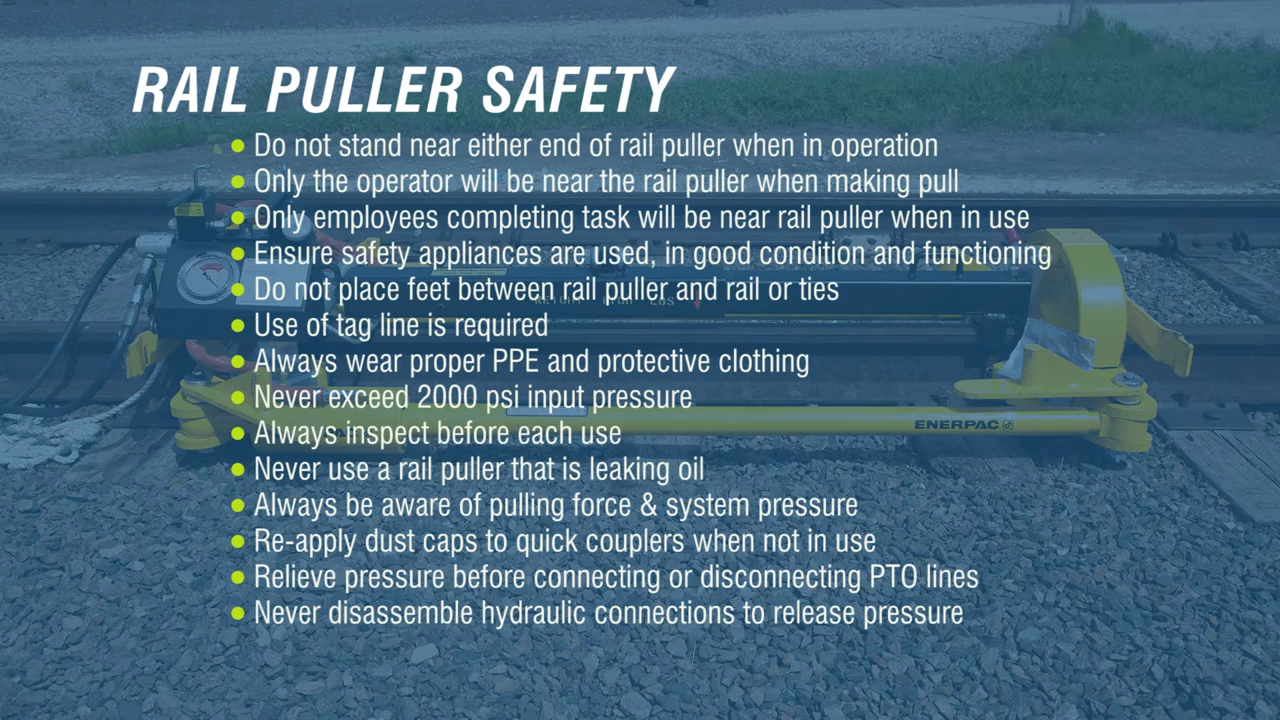 RAIL PULLER SAFETY
Do not stand near either end of rail puller when in operation
Only the operator will be near the rail puller when making pull
Only employees completing task will be near rail puller when in use
Ensure safety appliances are used, in good condition and functioning
Do not place feet between rail puller and rail or ties
Use of tag line is required
Always wear proper PPE and protective clothing
Never exceed 2000 psi input pressure
Always inspect before each use
Never use a rail puller that is leaking oil
Always be aware of pulling force & system pressure
Re-apply dust caps to quick couplers when not in use
Relieve pressure before connecting or disconnecting PTO lines
Never disassemble hydraulic connections to release pressure
ENERPAC